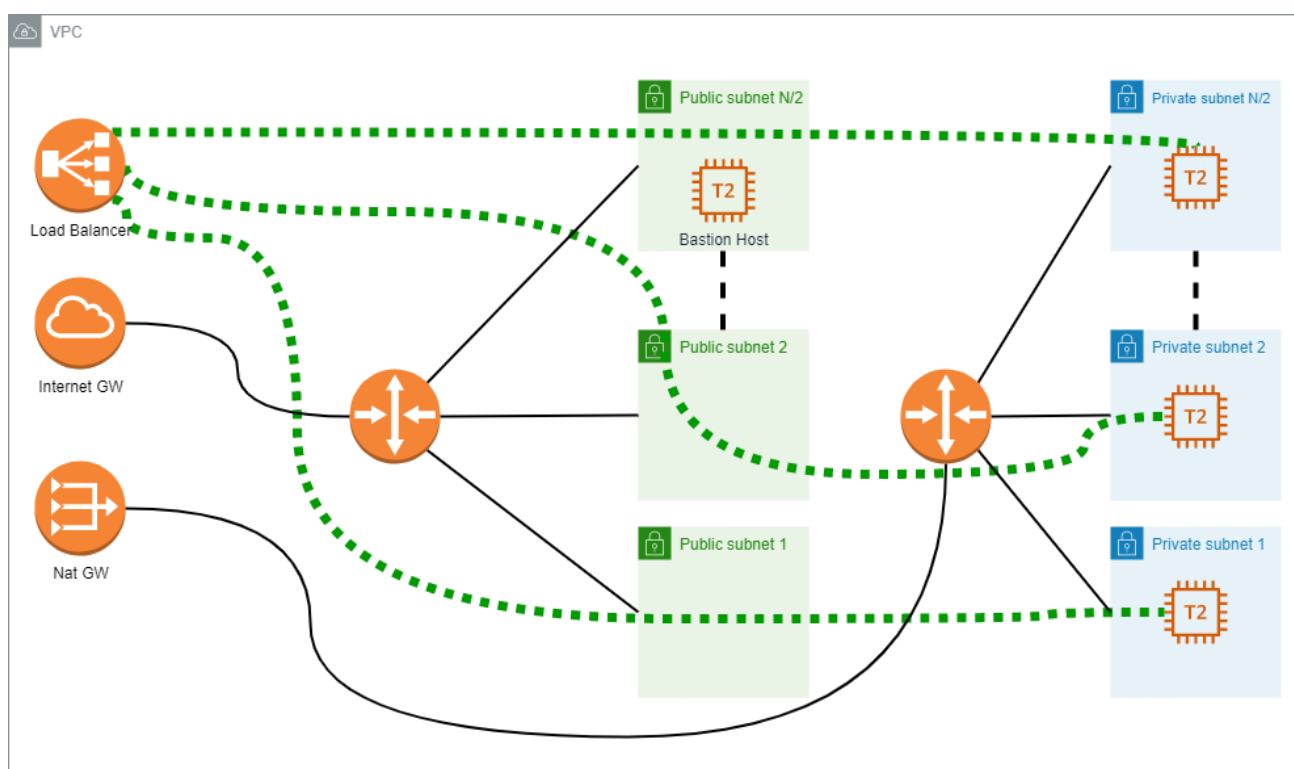 VPC
Public subnet N/2
Private subnet N/2
T2
T2
Load Balancer
Bastion Host
Public subnet 2
Private subnet 2
Internet GW
T2
Public subnet 1
Private subnet 1
Nat GW
T2